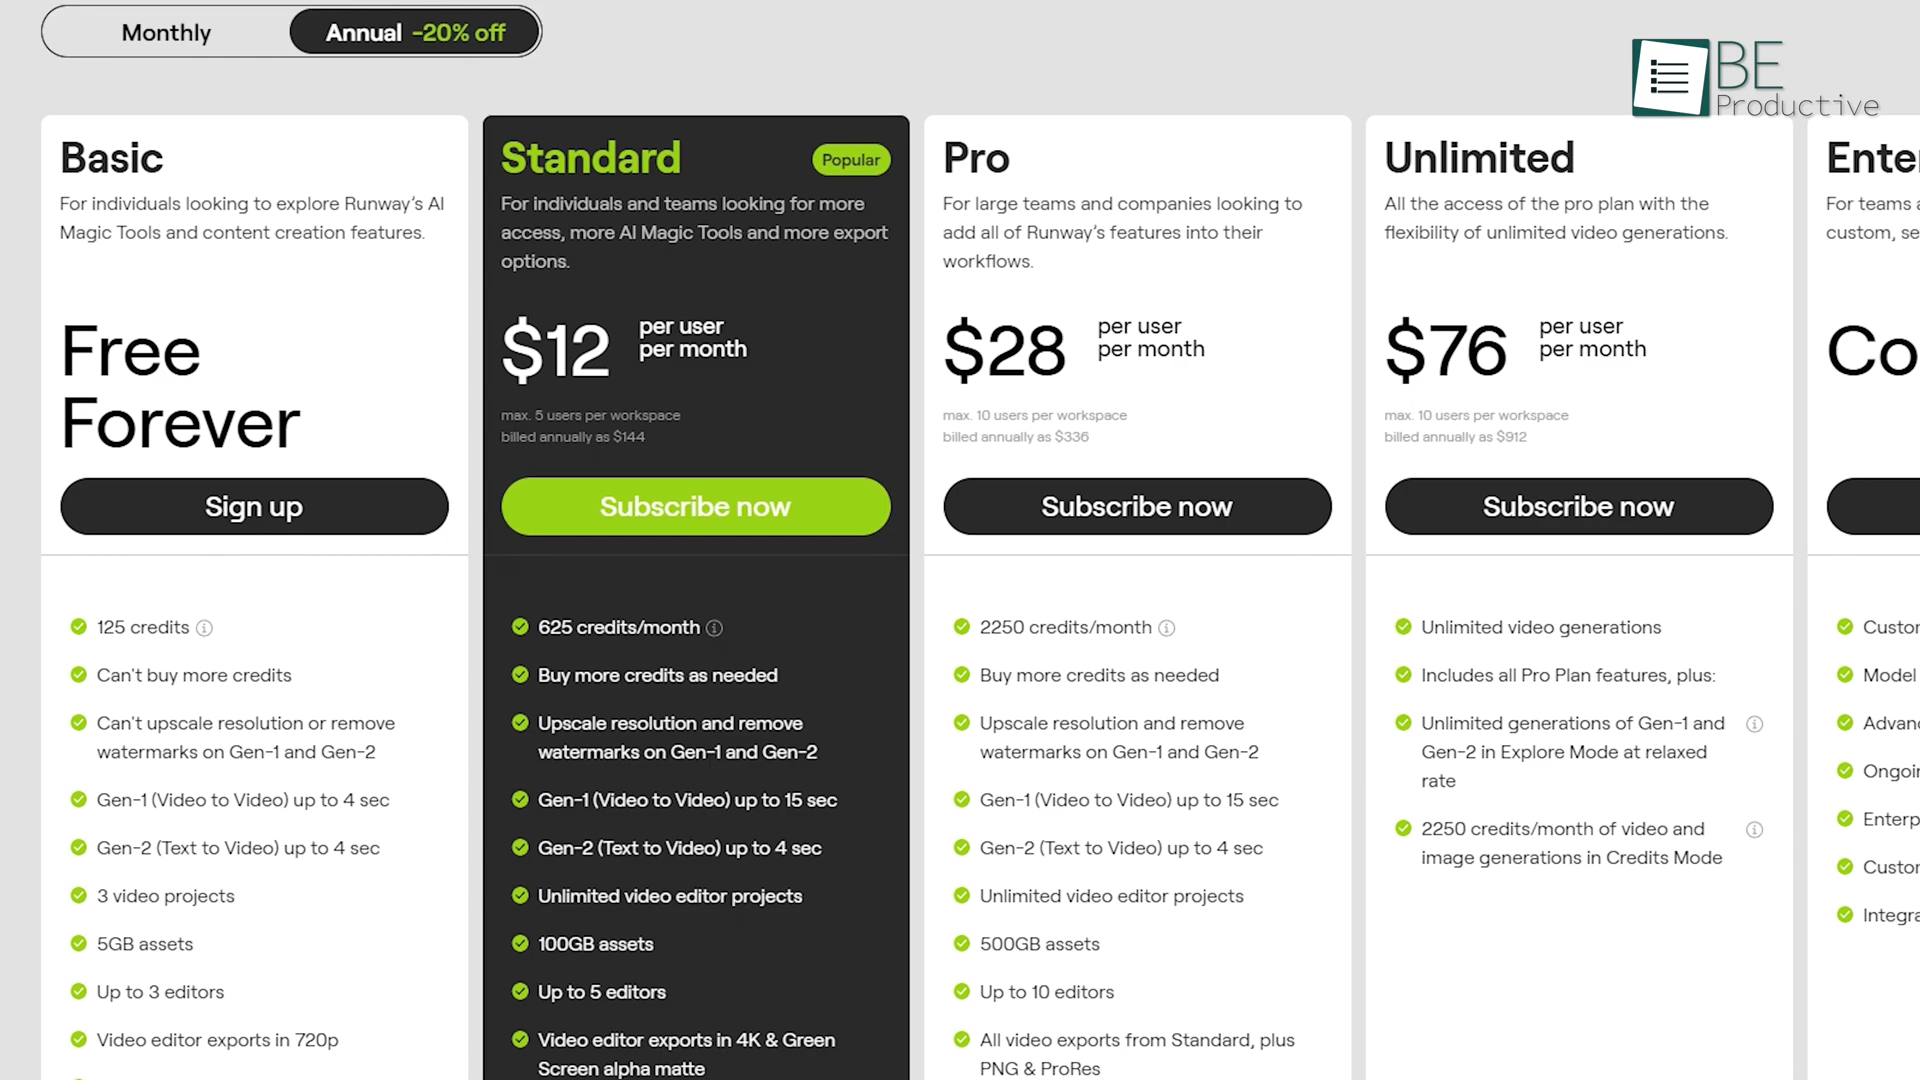 Monthly
Annual -20% off
BE
Productive
Basic
For individuals looking to explore Runway’s AI
Magic Tools and content creation features.
Free
Forever
Sign up
125 credits
Can't buy more credits
Can't upscale resolution or remove
watermarks on Gen-1 and Gen-2
Gen-1 (Video to Video) up to 4 sec
Gen-2 (Text to Video) up to 4 sec
3 video projects
5GB assets
Up to 3 editors
Video editor exports in 720p
Standard
Popular
For individuals and teams looking for more
access, more AI Magic Tools and more export
options.
$12
per user
per month
max. 5 users per workspace
billed annually as $144
Subscribe now
625 credits/month
Buy more credits as needed
Upscale resolution and remove
watermarks on Gen-1 and Gen-2
Gen-1 (Video to Video) up to 15 sec
Gen-2 (Text to Video) up to 4 sec
Unlimited video editor projects
100GB assets
Up to 5 editors
Video editor exports in 4K & Green
Screen alpha matte
Pro
For large teams and companies looking to
add all of Runway’s features into their
workflows.
$28
per user
per month
max. 10 users per workspace
billed annually as $336
Subscribe now
2250 credits/month
Buy more credits as needed
Upscale resolution and remove
watermarks on Gen-1 and Gen-2
Gen-1 (Video to Video) up to 15 sec
Gen-2 (Text to Video) up to 4 sec
Unlimited video editor projects
500GB assets
Up to 10 editors
All video exports from Standard, plus
PNG & ProRes
Unlimited
All the access of the pro plan with the
flexibility of unlimited video generations.
$76
per user
per month
max. 10 users per workspace
billed annually as $912
Subscribe now
Unlimited video generations
Includes all Pro Plan features, plus:
Unlimited generations of Gen-1 and
Gen-2 in Explore Mode at relaxed
rate
2250 credits/month of video and
image generations in Credits Mode
Ente
For teams
custom, se
Co
Custo
Model
Advan
Ongoi
Enterp
Custo
Integra